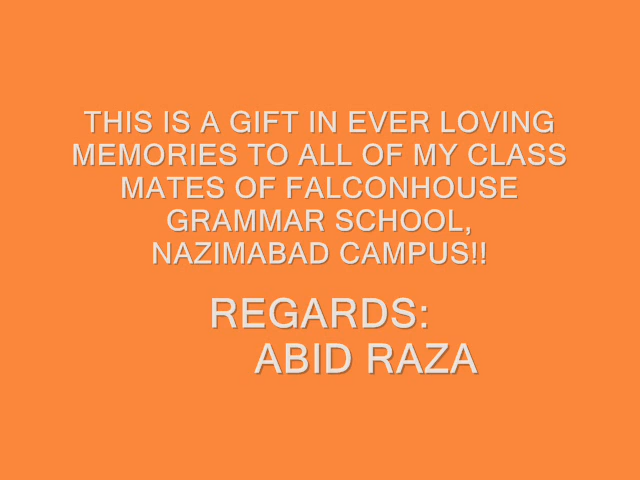 THIS IS A GIFT IN EVER LOVING
MEMORIES TO ALL OF MY CLASS
MATES OF FALCONHOUSE
GRAMMAR SCHOOL,
NAZIMABAD CAMPUS!!
REGARDS:
ABID RAZA